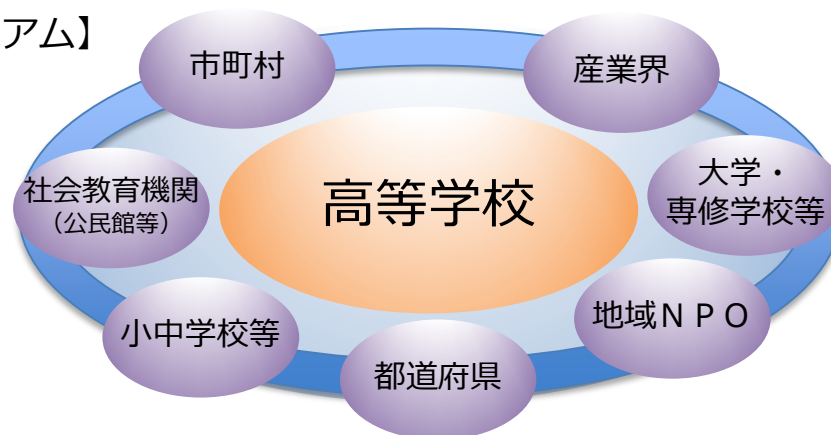 アム】
市町村
産業界
社会教育機関
（公民館等）
高等学校
大学・
専修学校等
小中学校等
地域ＮＰＯ
都道府県